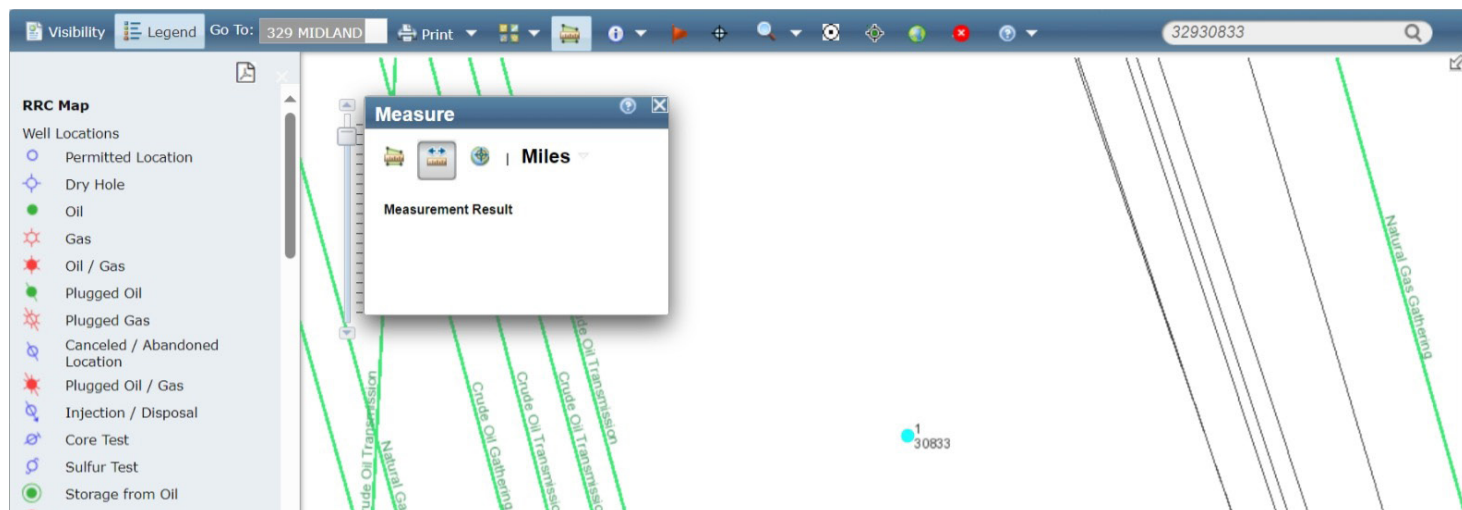 Visibility Legend Go To: 329 MIDLAND Print 32930833
RRC Map
Well Locations
Permitted Location
Dry Hole
Oil
Gas
Oil / Gas
Plugged Oil
Plugged Gas
Canceled / Abandoned
Location
Plugged Oil / Gas
Injection / Disposal
Core Test
Sulfur Test
Storage from Oil
Measure
| Miles
Measurement Result
Crude Oil Transmission
Natural Ga
Crude Oil Gathering
Crude Oil Transmission
Crude Oil Transmission
de Oil Transmission
1
30833
Natural Gas Gathering